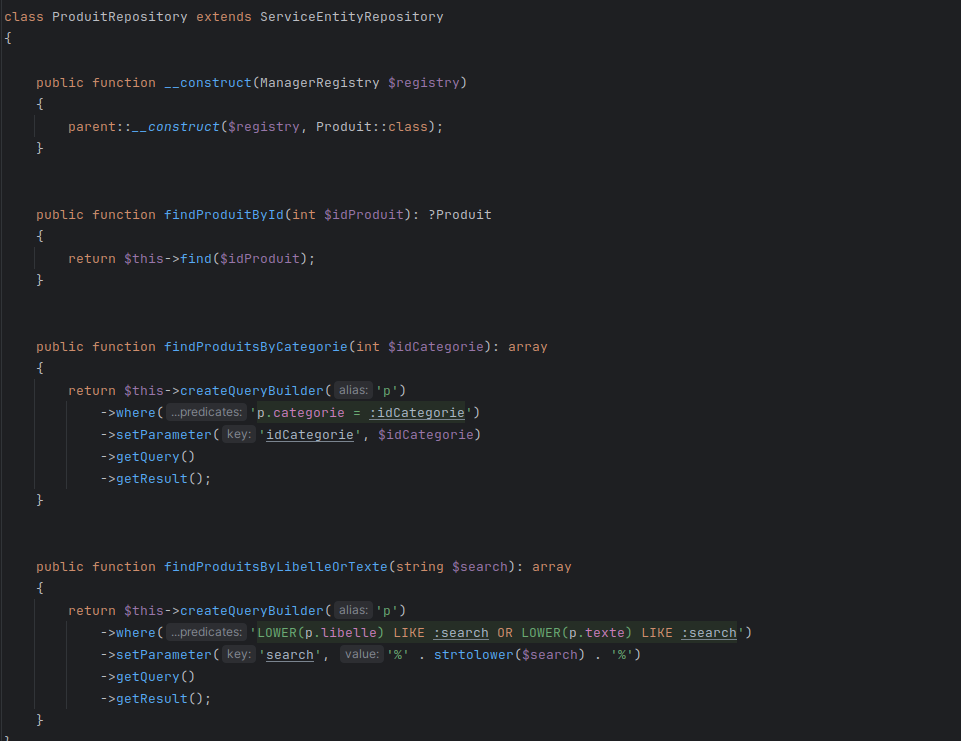 class ProduitRepository extends ServiceEntityRepository
{
public function __construct(ManagerRegistry $registry)
{
parent::__construct($registry, Produit::class);
}
public function findProduitById(int $idProduit): ?Produit
{
return $this->find($idProduit);
}
public function findProduitsByCategorie(int $idCategorie): array
{
return $this->createQueryBuilder( alias: 'p')
->where( ...predicates: 'p.categorie = :idCategorie')
->setParameter( key: 'idCategorie', $idCategorie)
->getQuery()
->getResult();
}
public function findProduitsByLibelleOrTexte(string $search): array
{
return $this->createQueryBuilder( alias: 'p')
->where( ...predicates: 'LOWER(p.libelle) LIKE :search OR LOWER(p.texte) LIKE :search')
->setParameter( key: 'search', value: '%' . strtolower($search) . '%')
->getQuery()
->getResult();
}
}